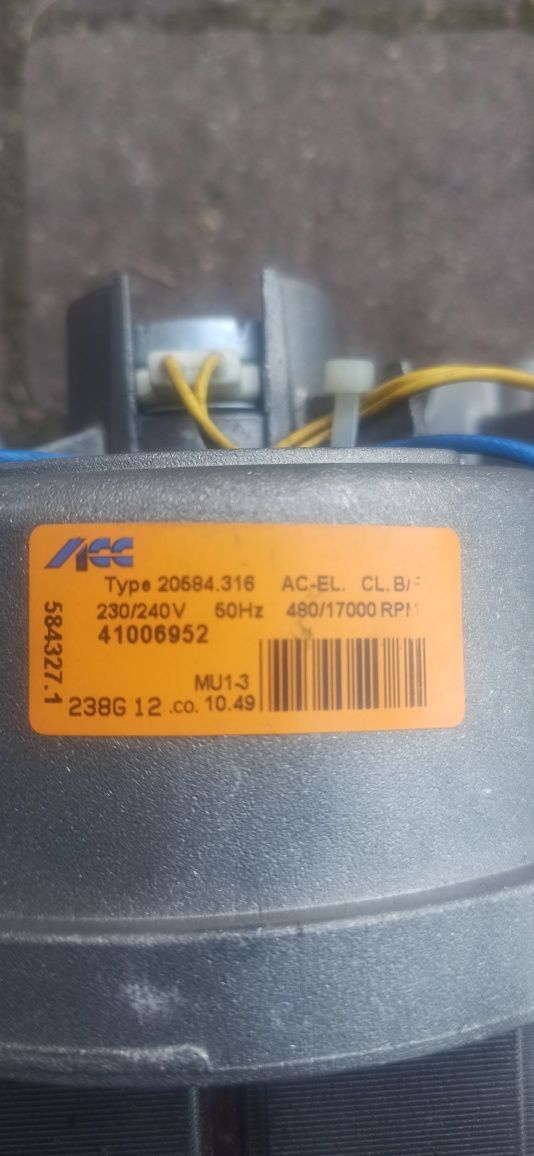 ACC
Type 20584.316 AC-EL. CL. B/F
230/240V 50Hz 480/17000 RPM
41006952
MU1-3
238G 12 .co. 10.49
584327.1